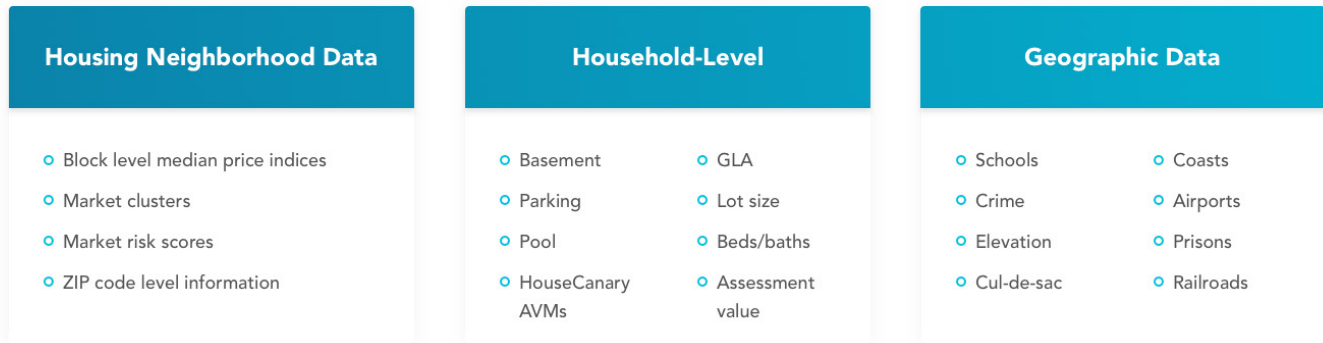 Housing Neighborhood Data
Block level median price indices
Market clusters
Market risk scores
ZIP code level information
Household-Level
Basement
Parking
Pool
HouseCanary
AVMs
GLA
Lot size
Beds/baths
Assessment
value
Geographic Data
Schools
Crime
Elevation
Cul-de-sac
Coasts
Airports
Prisons
Railroads